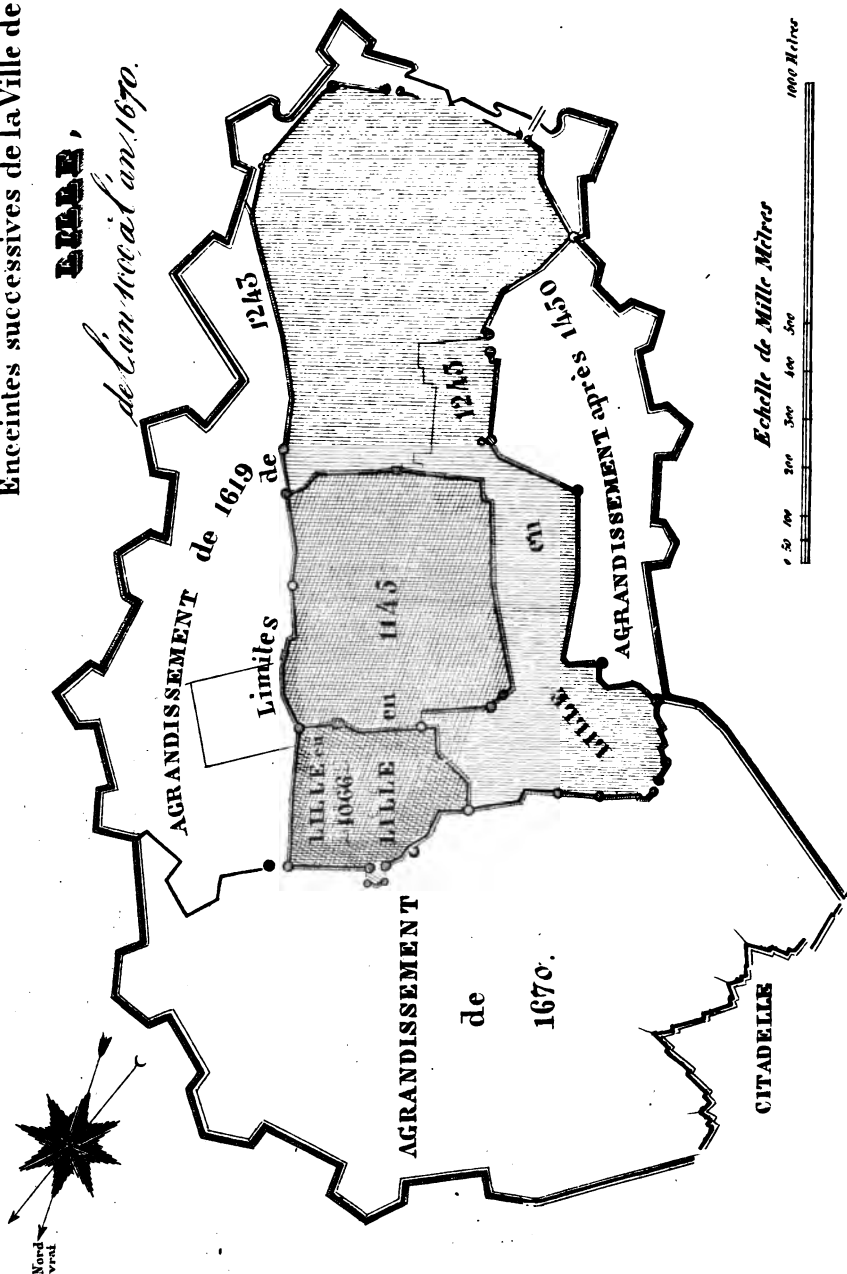 Enceintes successives de la Ville de
LILLE,
de l'an 1000 à l'an 1670.
Nord
vrai
AGRANDISSEMENT de 1619
Limites de 1243
LILLE en
1066
LILLE en 1145
LILLE en 1243
AGRANDISSEMENT après 1450
AGRANDISSEMENT
de
1670.
CITADELLE
Echelle de Mille Mètres
0 50 100 200 300 400 500 1000 Mètres